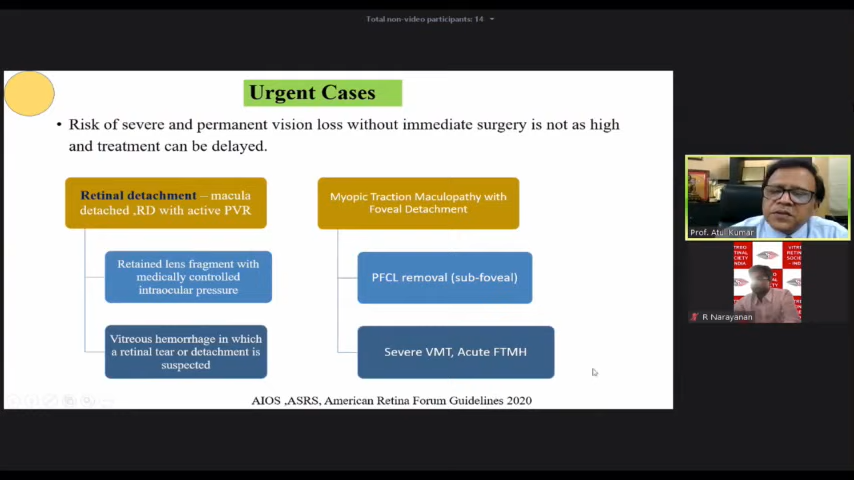 Total non-video participants: 14
Urgent Cases
• Risk of severe and permanent vision loss without immediate surgery is not as high
and treatment can be delayed.
Retinal detachment – macula
detached ,RD with active PVR
Retained lens fragment with
medically controlled
intraocular pressure
Vitreous hemorrhage in which
a retinal tear or detachment is
suspected
Myopic Traction Maculopathy with
Foveal Detachment
PFCL removal (sub-foveal)
Severe VMT, Acute FTMH
AIOS ,ASRS, American Retina Forum Guidelines 2020
Prof. Atul Kumar
R Narayanan